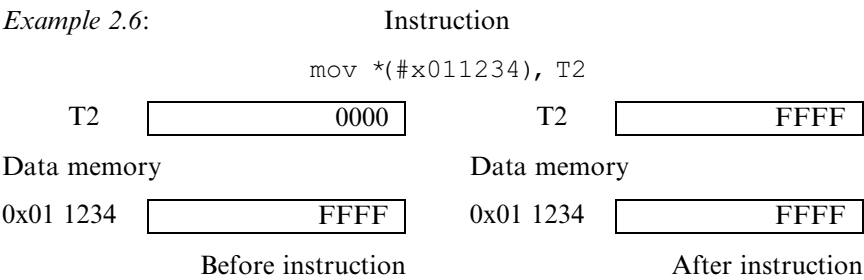 Example 2.6: Instruction
mov *(#x011234), T2
T2 0000 T2 FFFF
Data memory Data memory
0x01 1234 FFFF 0x01 1234 FFFF
Before instruction After instruction